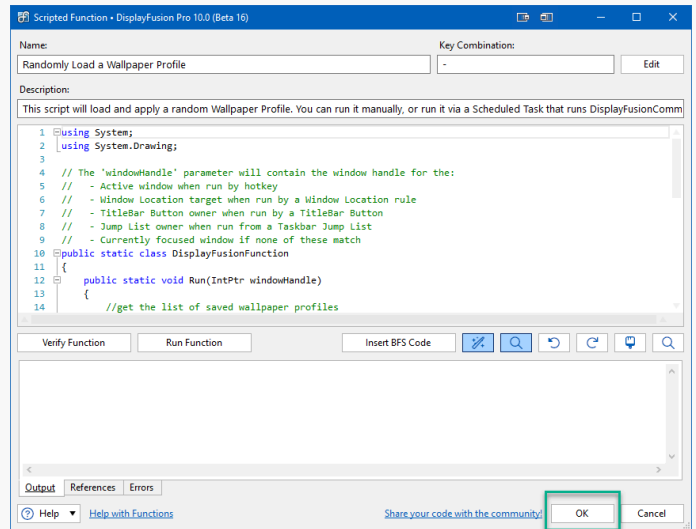 Scripted Function • DisplayFusion Pro 10.0 (Beta 16)
Name:
Key Combination:
Randomly Load a Wallpaper Profile
-
Edit
Description:
This script will load and apply a random Wallpaper Profile. You can run it manually, or run it via a Scheduled Task that runs DisplayFusionComm
1 using System;
2 using System.Drawing;
3
4 // The 'windowHandle' parameter will contain the window handle for the:
5 // - Active window when run by hotkey
6 // - Window Location target when run by a Window Location rule
7 // - TitleBar Button owner when run by a TitleBar Button
8 // - Jump List owner when run from a Taskbar Jump List
9 // - Currently focused window if none of these match
10 public static class DisplayFusionFunction
11 {
12 public static void Run(IntPtr windowHandle)
13 {
14 //get the list of saved wallpaper profiles
Verify Function
Run Function
Insert BFS Code
Output
References
Errors
Help
Help with Functions
Share your code with the community!
OK
Cancel